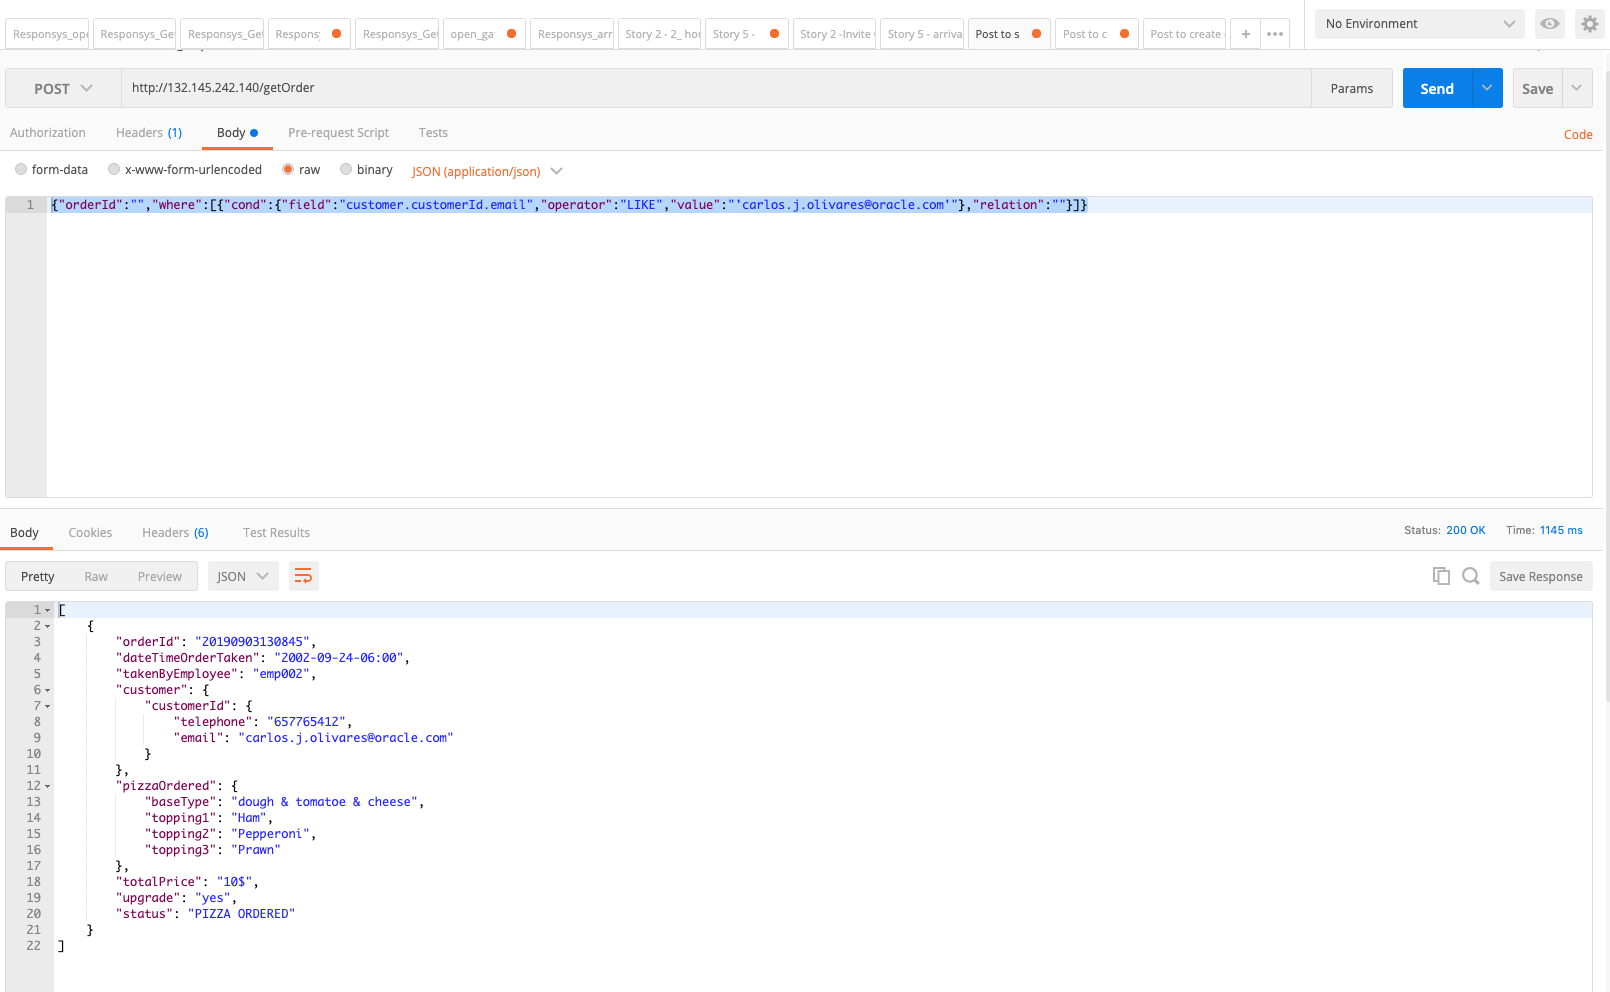 Responsys_ope Responsys_Get Responsys_Get Responsy Responsys_Get open_ga Responsys_arr Story 2 - 2_ hou Story 5 - Story 2 -Invite Story 5 - arriva Post to s Post to c Post to create + ••• No Environment
POST http://132.145.242.140/getOrder Params Send Save
Authorization Headers (1) Body Pre-request Script Tests Code
form-data x-www-form-urlencoded raw binary JSON (application/json)
1 {"orderId":"","where":[{"cond":{"field":"customer.customerId.email","operator":"LIKE","value":"'carlos.j.olivares@oracle.com'"},"relation":""}]}
Body Cookies Headers (6) Test Results Status: 200 OK Time: 1145 ms
Pretty Raw Preview JSON Save Response
1 [
2 {
3 "orderId": "20190903130845",
4 "dateTimeOrderTaken": "2002-09-24-06:00",
5 "takenByEmployee": "emp002",
6 "customer": {
7 "customerId": {
8 "telephone": "657765412",
9 "email": "carlos.j.olivares@oracle.com"
10 }
11 },
12 "pizzaOrdered": {
13 "baseType": "dough & tomatoe & cheese",
14 "topping1": "Ham",
15 "topping2": "Pepperoni",
16 "topping3": "Prawn"
17 },
18 "totalPrice": "10$",
19 "upgrade": "yes",
20 "status": "PIZZA ORDERED"
21 }
22 ]